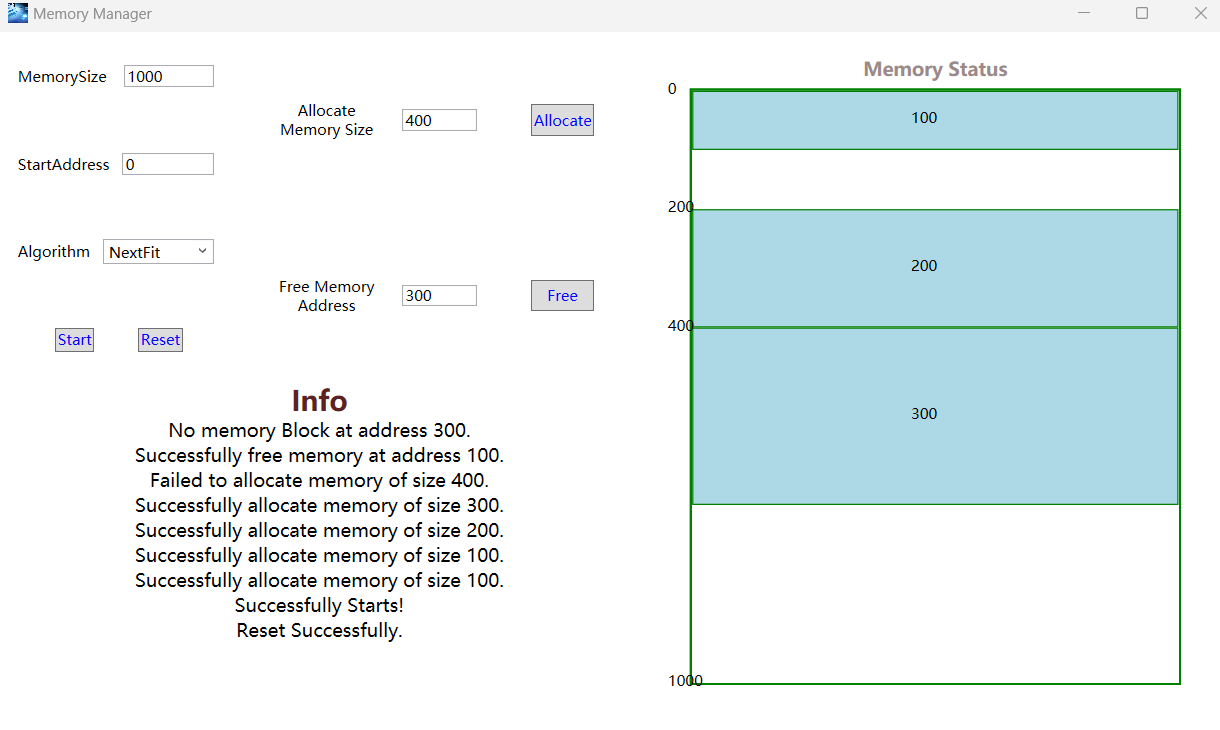 Memory Manager
MemorySize 1000
Allocate
Memory Size 400 Allocate
StartAddress 0
Algorithm NextFit
Free Memory
Address 300 Free
Start Reset
Info
No memory Block at address 300.
Successfully free memory at address 100.
Failed to allocate memory of size 400.
Successfully allocate memory of size 300.
Successfully allocate memory of size 200.
Successfully allocate memory of size 100.
Successfully allocate memory of size 100.
Successfully Starts!
Reset Successfully.
Memory Status
0
100
200
200
400
300
1000